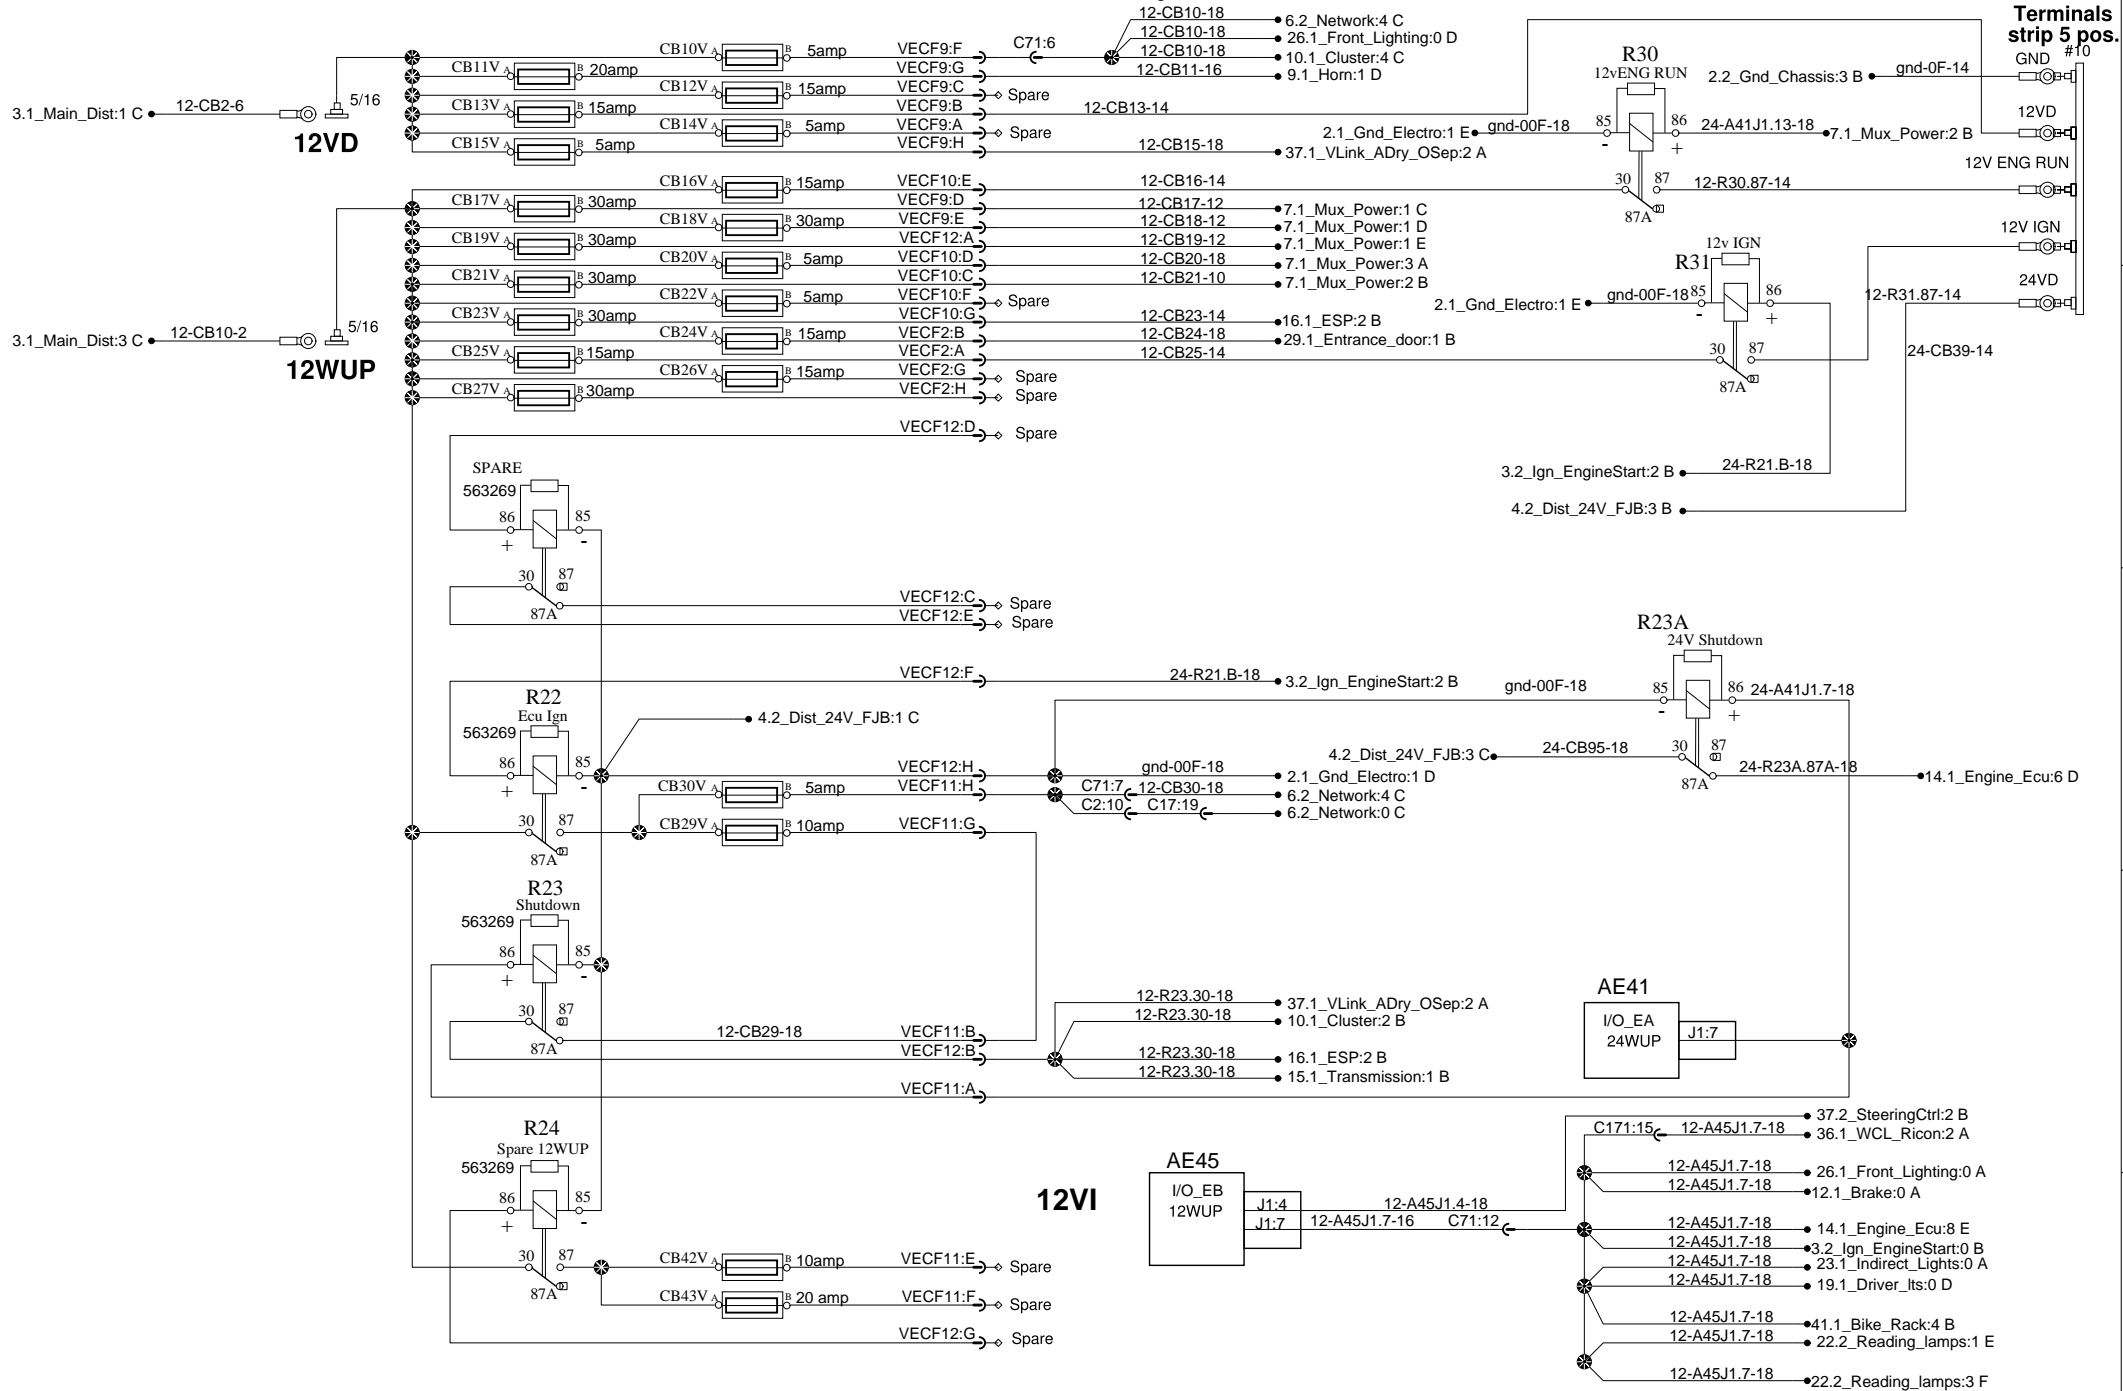 12-CB10-18 6.2_Network:4 C
12-CB10-18 26.1_Front_Lighting:0 D
CB10V A B 5amp VECF9:F C71:6 12-CB10-18 10.1_Cluster:4 C
CB11V A B 20amp VECF9:G 12-CB11-16 9.1_Horn:1 D
CB12V A B 15amp VECF9:C Spare
CB13V A B 15amp VECF9:B 12-CB13-14
CB14V A B 5amp VECF9:A Spare
CB15V A B 5amp VECF9:H 12-CB15-18 37.1_VLink_ADry_OSep:2 A
3.1_Main_Dist:1 C 12-CB2-6 5/16
12VD
CB16V A B 15amp VECF10:E 12-CB16-14
CB17V A B 30amp VECF9:D 12-CB17-12 7.1_Mux_Power:1 C
CB18V A B 30amp VECF9:E 12-CB18-12 7.1_Mux_Power:1 D
CB19V A B 30amp VECF12:A 12-CB19-12 7.1_Mux_Power:1 E
CB20V A B 5amp VECF10:D 12-CB20-18 7.1_Mux_Power:3 A
CB21V A B 30amp VECF10:C 12-CB21-10 7.1_Mux_Power:2 B
CB22V A B 5amp VECF10:F Spare
CB23V A B 30amp VECF10:G 12-CB23-14 16.1_ESP:2 B
CB24V A B 15amp VECF2:B 12-CB24-18 29.1_Entrance_door:1 B
CB25V A B 15amp VECF2:A 12-CB25-14
CB26V A B 15amp VECF2:G Spare
CB27V A B 30amp VECF2:H Spare
3.1_Main_Dist:3 C 12-CB10-2 5/16
12WUP
Terminals
strip 5 pos.
#10
GND
12VD
12V ENG RUN
12V IGN
24VD
R30
12vENG RUN
2.2_Gnd_Chassis:3 B gnd-0F-14
2.1_Gnd_Electro:1 E gnd-00F-18 85 86 24-A41J1.13-18 7.1_Mux_Power:2 B
- +
30 87 12-R30.87-14
87A
12v IGN
R31
2.1_Gnd_Electro:1 E gnd-00F-18 85 86 12-R31.87-14
- +
30 87 24-CB39-14
87A
3.2_Ign_EngineStart:2 B 24-R21.B-18
4.2_Dist_24V_FJB:3 B
VECF12:D Spare
SPARE
563269
86 85
+ -
30 87
87A
VECF12:C Spare
VECF12:E Spare
R23A
24V Shutdown
gnd-00F-18 85 86 24-A41J1.7-18
- +
4.2_Dist_24V_FJB:3 C 24-CB95-18 30 87
87A 24-R23A.87A-18 14.1_Engine_Ecu:6 D
VECF12:F 24-R21.B-18 3.2_Ign_EngineStart:2 B
R22
Ecu Ign 4.2_Dist_24V_FJB:1 C
563269
86 85 VECF12:H gnd-00F-18 2.1_Gnd_Electro:1 D
+ -
CB30V A B 5amp VECF11:H C71:7 12-CB30-18 6.2_Network:4 C
C2:10 C17:19 6.2_Network:0 C
30 87 CB29V A B 10amp VECF11:G
87A
R23
Shutdown
563269
86 85
+ -
30 87
87A 12-CB29-18 VECF11:B
VECF12:B
VECF11:A
12-R23.30-18 37.1_VLink_ADry_OSep:2 A
12-R23.30-18 10.1_Cluster:2 B
12-R23.30-18 16.1_ESP:2 B
12-R23.30-18 15.1_Transmission:1 B
AE41
I/O_EA
24WUP
J1:7
R24
Spare 12WUP
563269
86 85
+ -
30 87 CB42V A B 10amp VECF11:E Spare
87A CB43V A B 20 amp VECF11:F Spare
VECF12:G Spare
12VI
AE45
I/O_EB
12WUP
J1:4 12-A45J1.4-18
J1:7 12-A45J1.7-16 C71:12
37.2_SteeringCtrl:2 B
C171:15 12-A45J1.7-18 36.1_WCL_Ricon:2 A
12-A45J1.7-18 26.1_Front_Lighting:0 A
12-A45J1.7-18 12.1_Brake:0 A
12-A45J1.7-18 14.1_Engine_Ecu:8 E
12-A45J1.7-18 3.2_Ign_EngineStart:0 B
12-A45J1.7-18 23.1_Indirect_Lights:0 A
12-A45J1.7-18 19.1_Driver_lts:0 D
12-A45J1.7-18 41.1_Bike_Rack:4 B
12-A45J1.7-18 22.2_Reading_lamps:1 E
12-A45J1.7-18 22.2_Reading_lamps:3 F